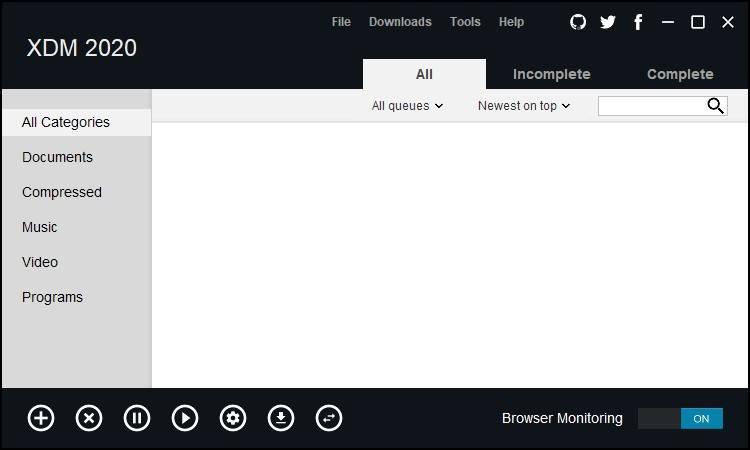 File Downloads Tools Help
XDM 2020
All Incomplete Complete
All queues Newest on top
All Categories
Documents
Compressed
Music
Video
Programs
Browser Monitoring ON